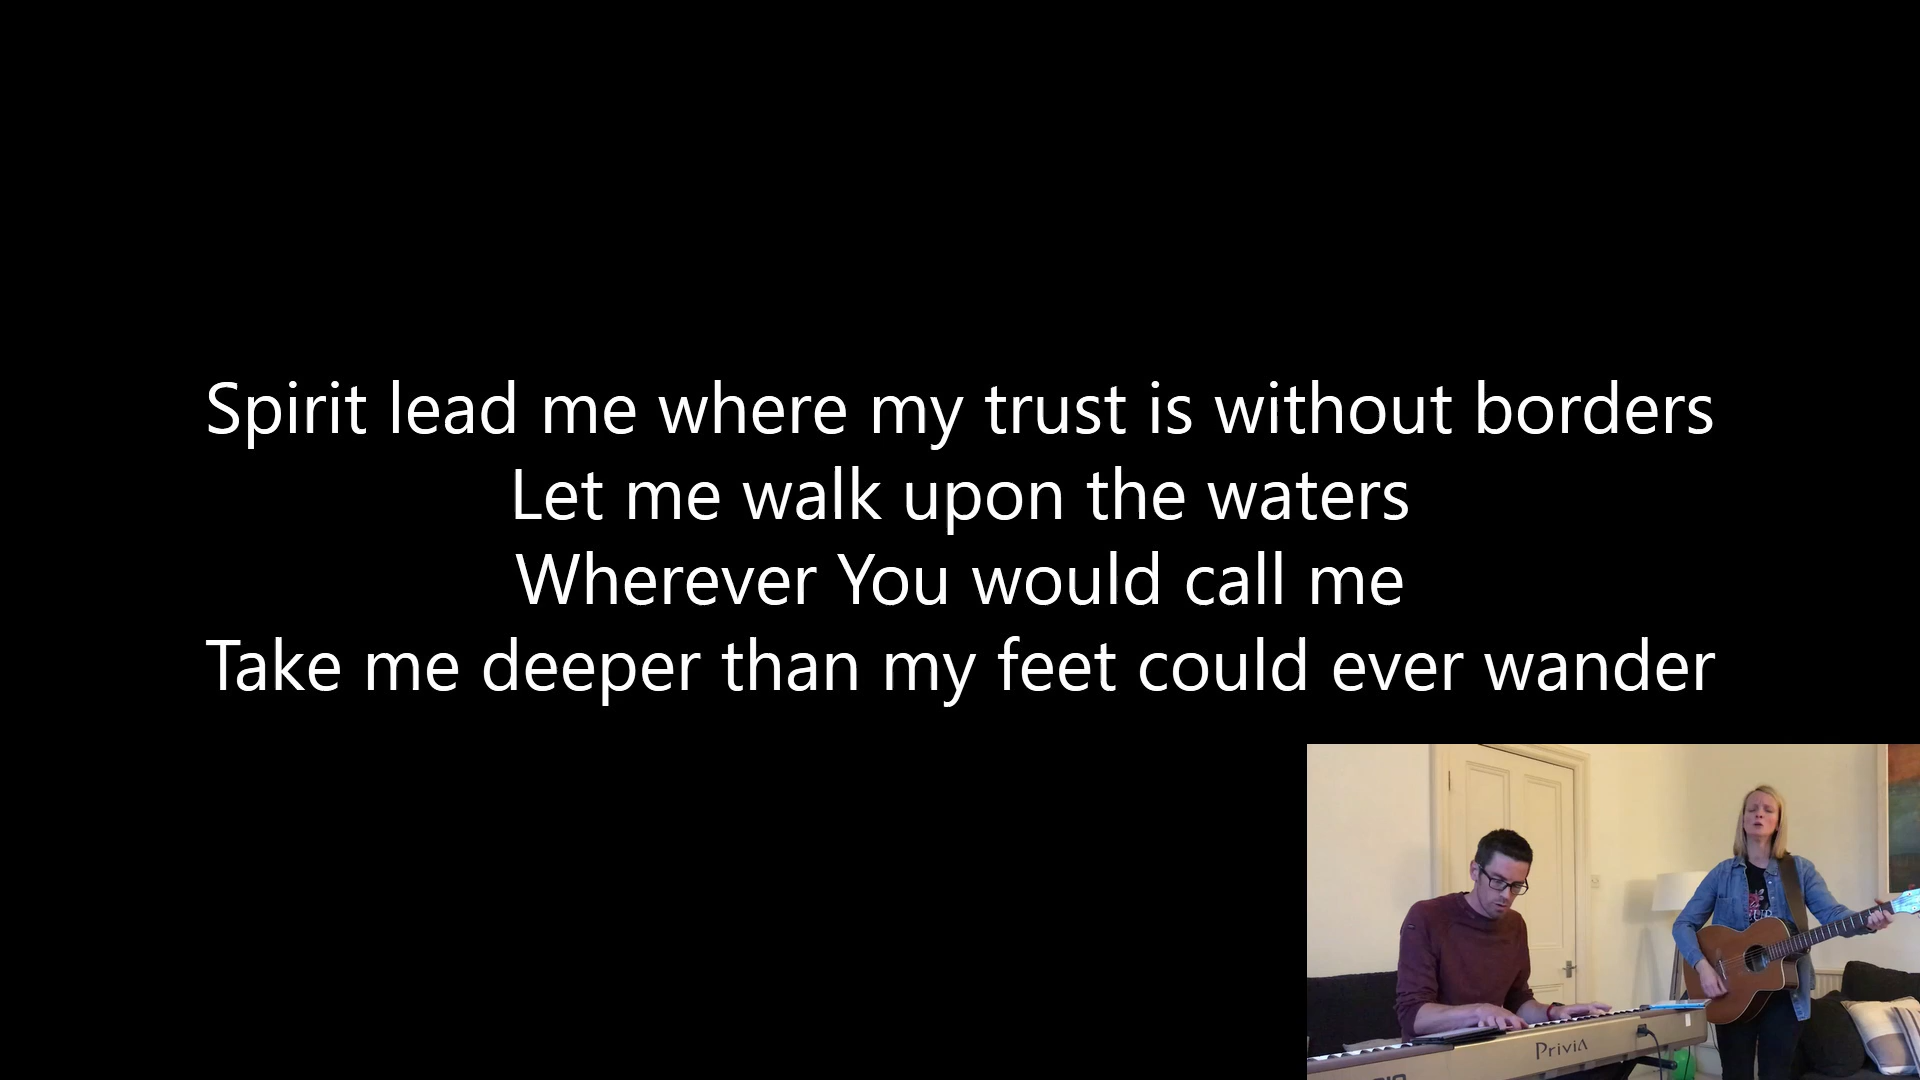 Spirit lead me where my trust is without borders
Let me walk upon the waters
Wherever You would call me
Take me deeper than my feet could ever wander
Privia